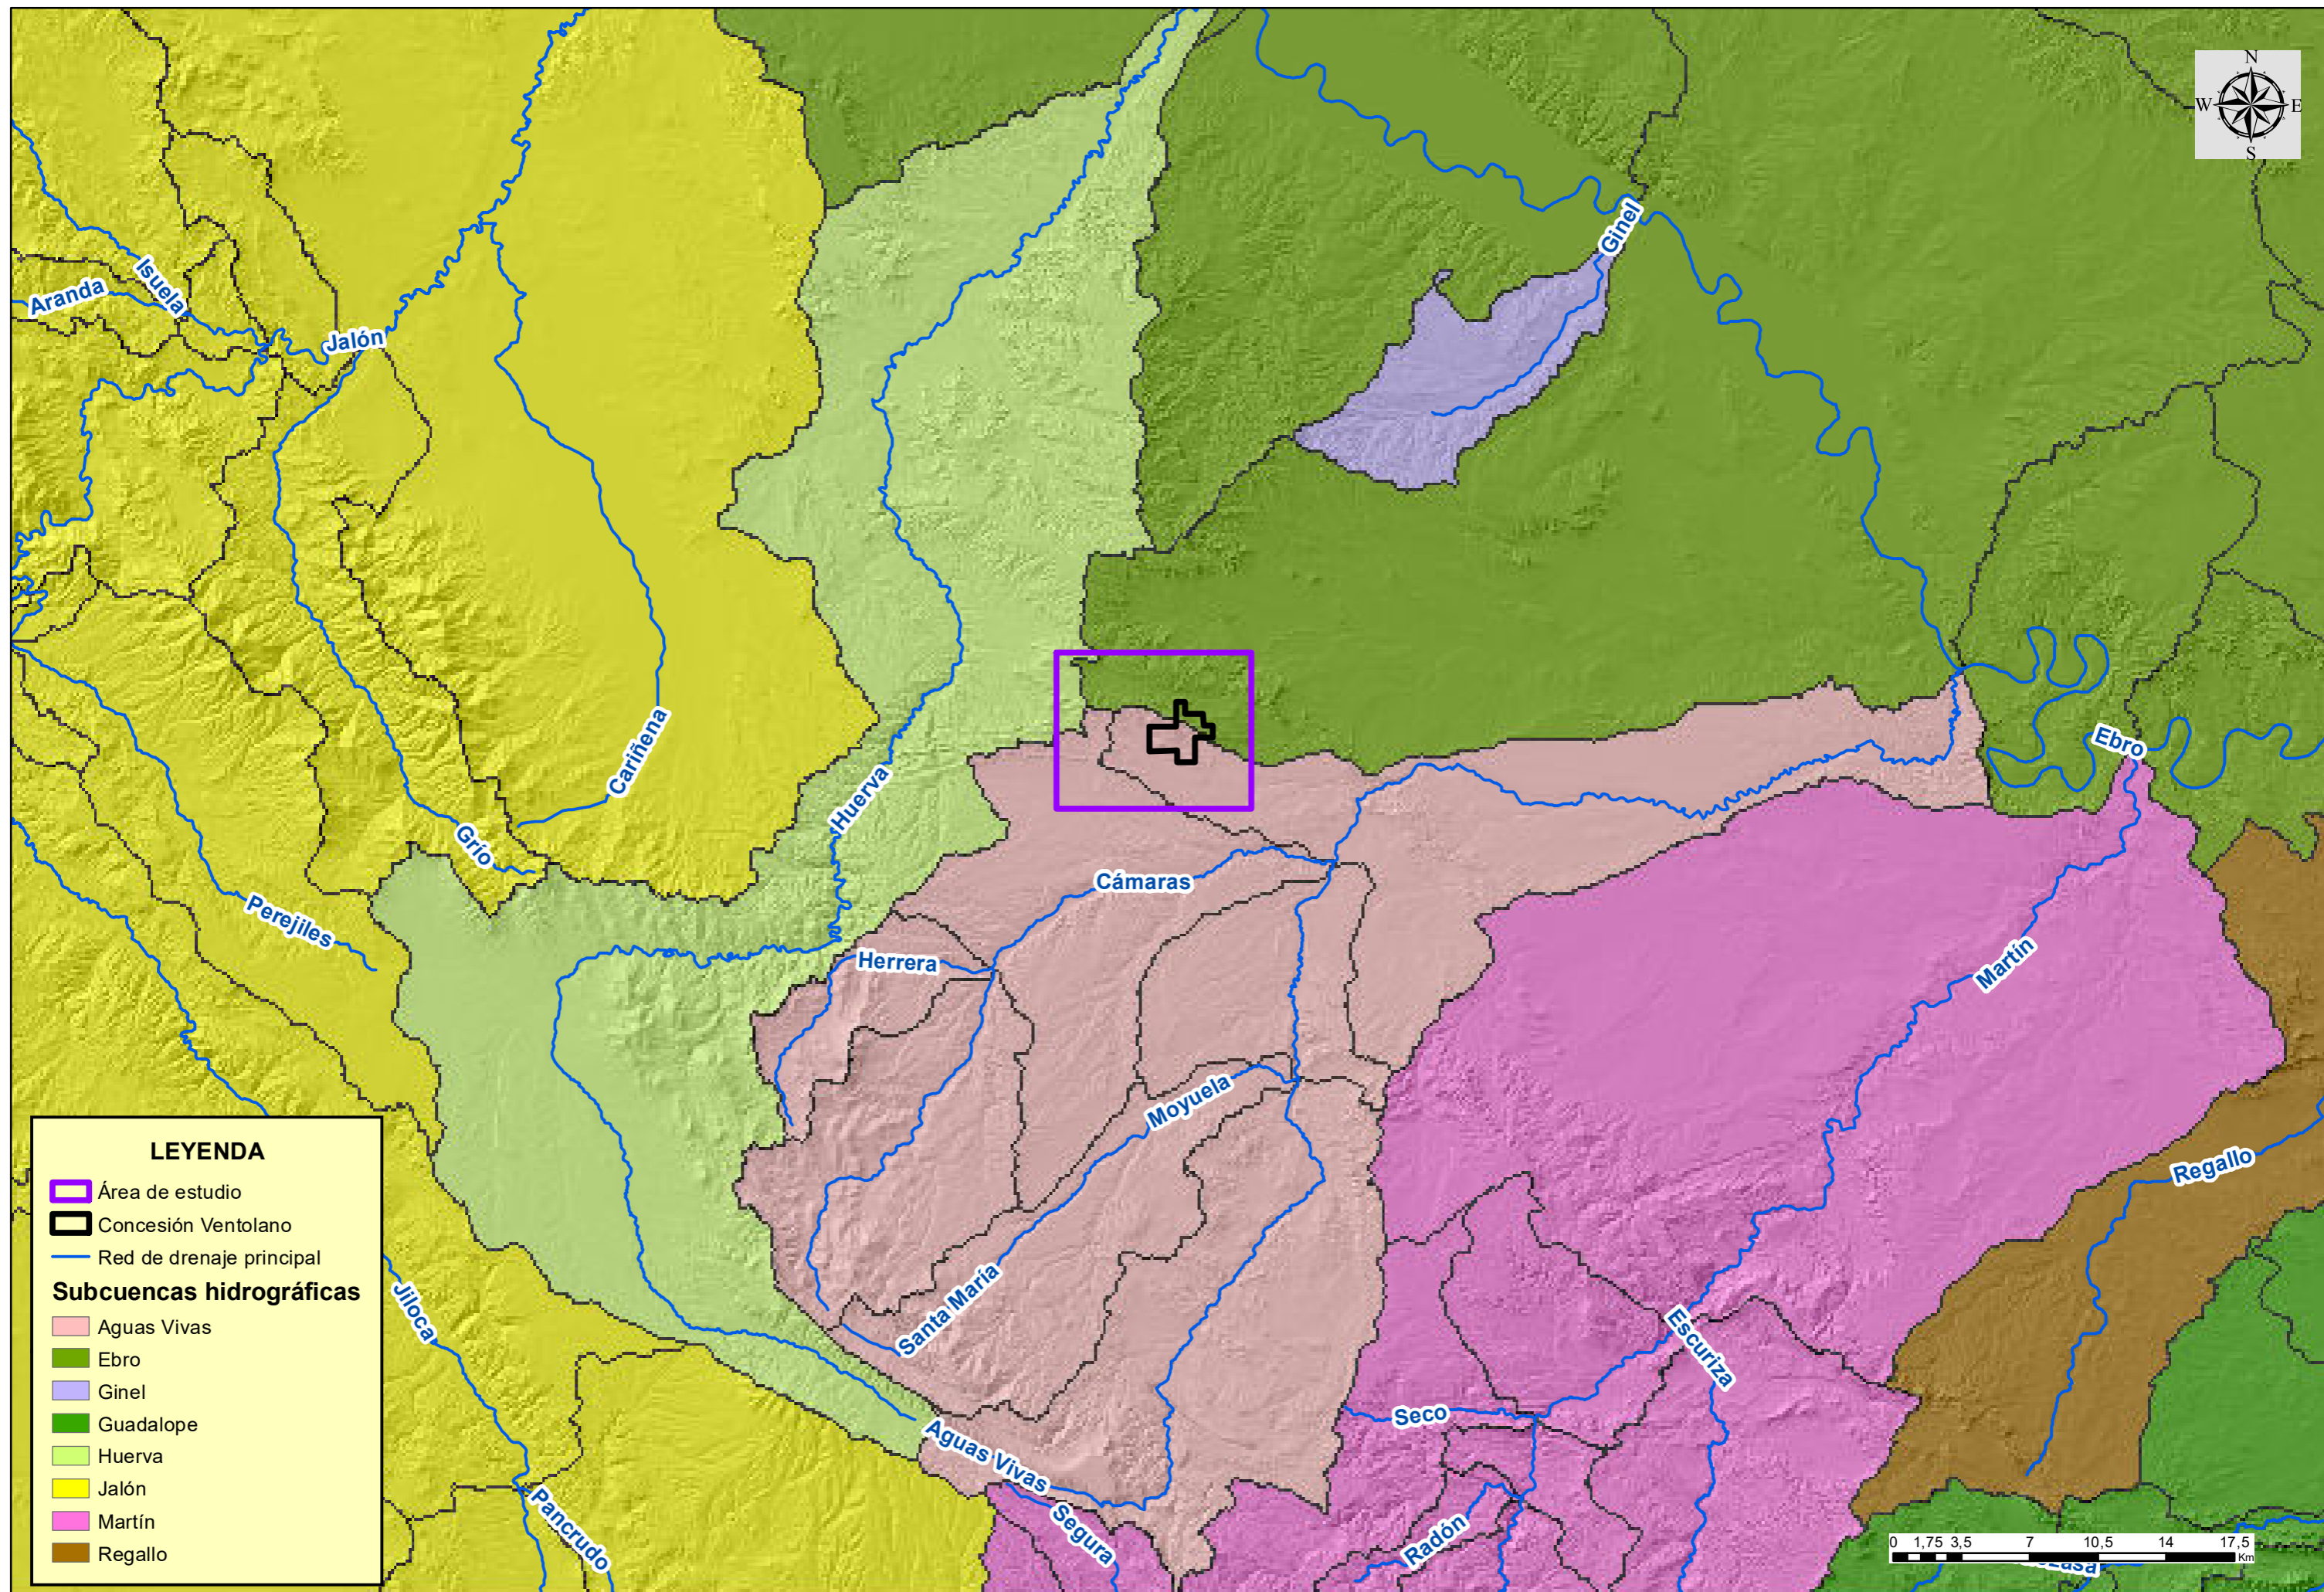 N
W E
S
Ginel
Isuela
Aranda
Jalón
Cariñena
Ebro
Huerva
Grío
Cámaras
Perejiles
Herrera
Martín
Moyuela
Regallo
Santa María
Jiloca
Escuriza
Seco
Aguas Vivas
Segura
Pancrudo
Radón
LEYENDA
Área de estudio
Concesión Ventolano
Red de drenaje principal
Subcuencas hidrográficas
Aguas Vivas
Ebro
Ginel
Guadalope
Huerva
Jalón
Martín
Regallo
0 1,75 3,5 7 10,5 14 17,5
Km